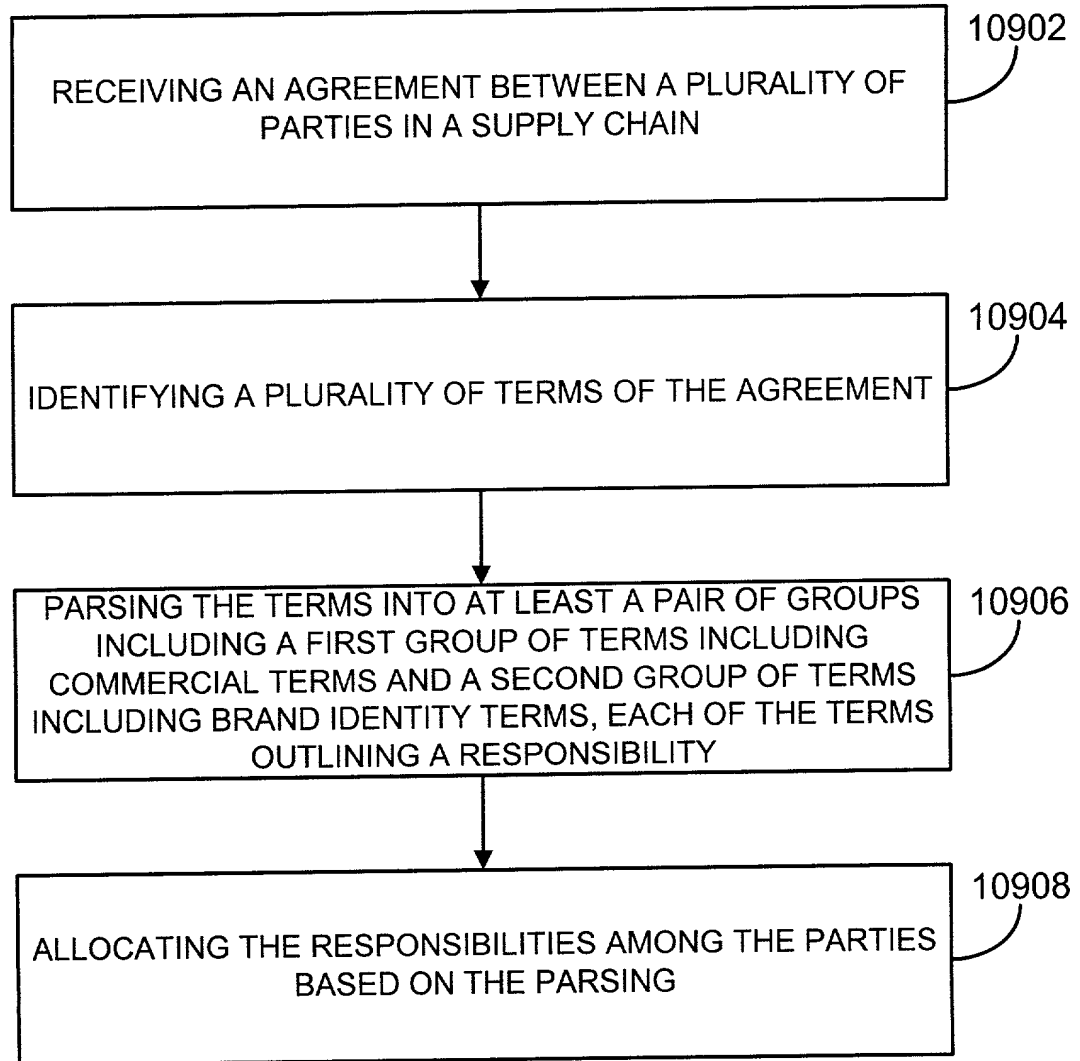 10902
RECEIVING AN AGREEMENT BETWEEN A PLURALITY OF
PARTIES IN A SUPPLY CHAIN
10904
IDENTIFYING A PLURALITY OF TERMS OF THE AGREEMENT
10906
PARSING THE TERMS INTO AT LEAST A PAIR OF GROUPS
INCLUDING A FIRST GROUP OF TERMS INCLUDING
COMMERCIAL TERMS AND A SECOND GROUP OF TERMS
INCLUDING BRAND IDENTITY TERMS, EACH OF THE TERMS
OUTLINING A RESPONSIBILITY
10908
ALLOCATING THE RESPONSIBILITIES AMONG THE PARTIES
BASED ON THE PARSING